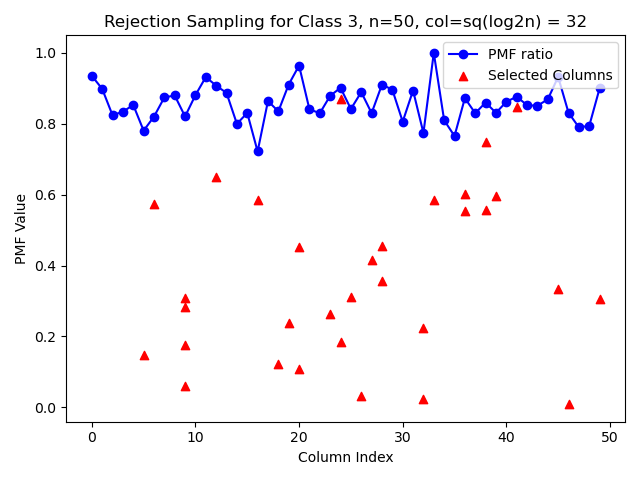 Rejection Sampling for Class 3, n=50, col=sq(log2n) = 32
PMF ratio
Selected Columns
1.0
0.8
0.6
0.4
0.2
0.0
PMF Value
0
10
20
30
40
50
Column Index